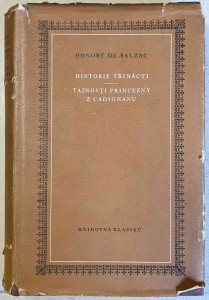 HONORÉ DE BALZAC
HISTORIE TŘINÁCTI
TAJNOSTI PRINCEZNY
Z CADIGNANU
KNIHOVNA KLASIKŮ